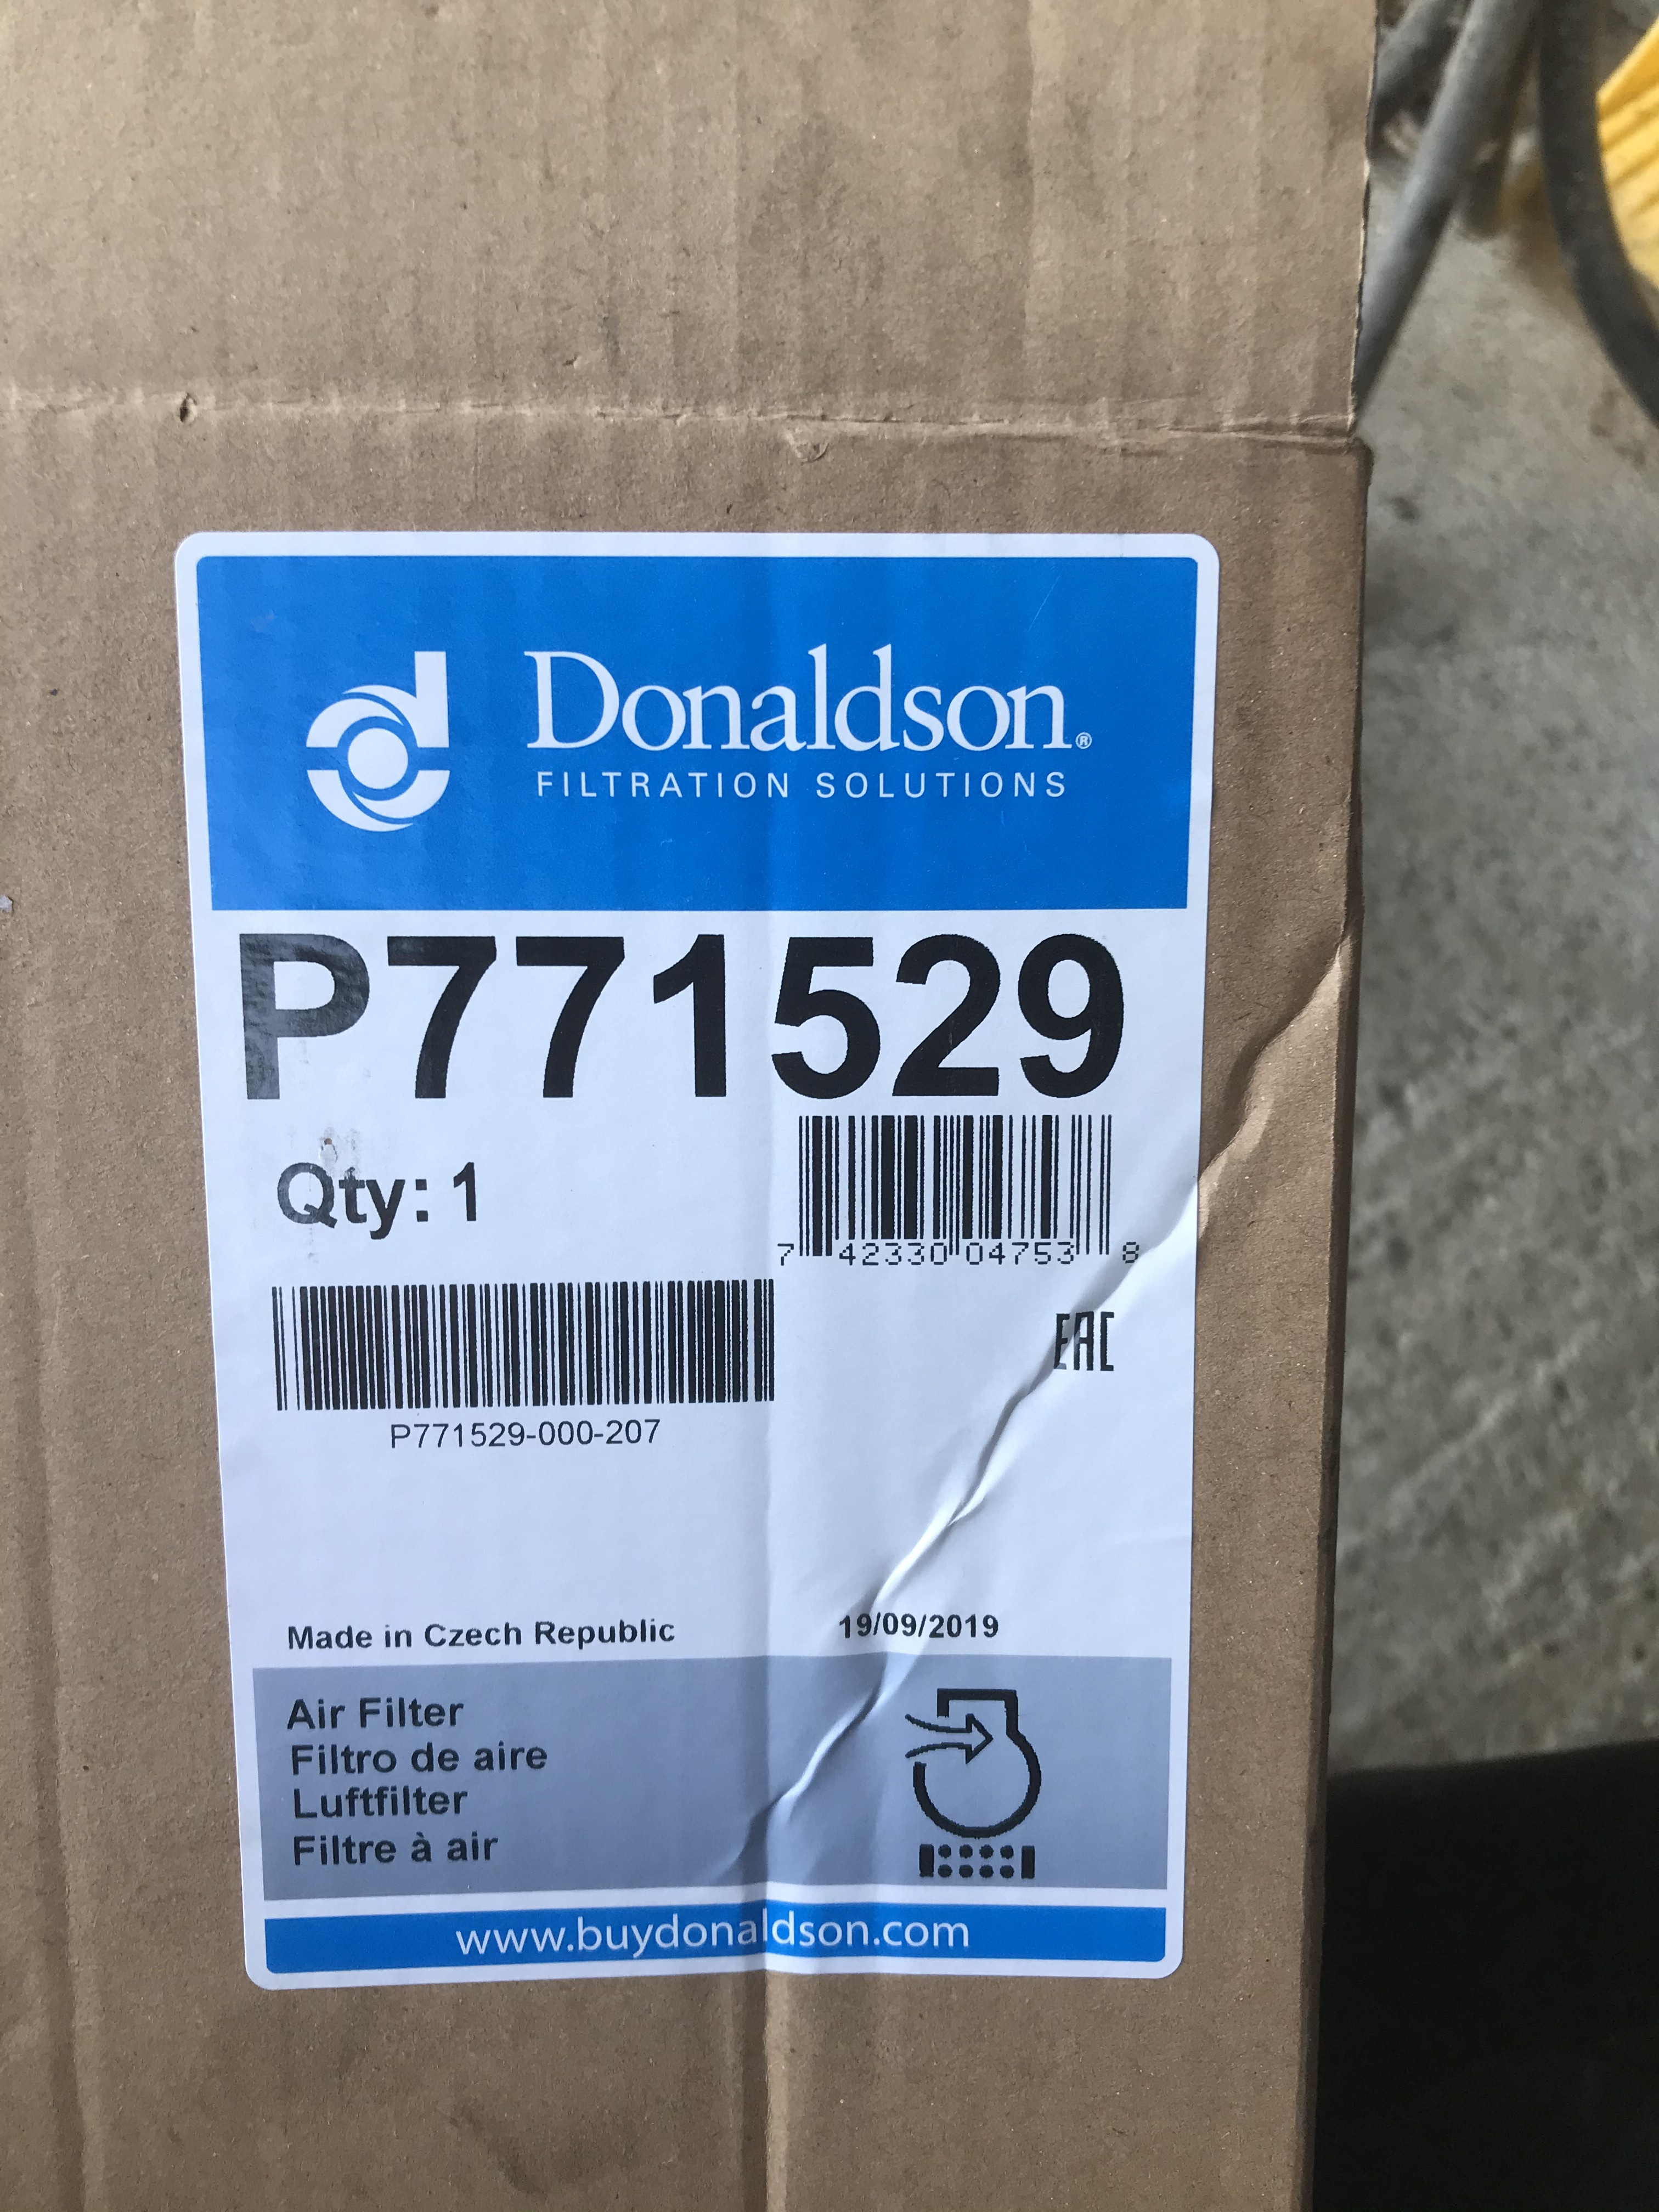 d Donaldson®
FILTRATION SOLUTIONS
P771529
Qty: 1
7 42330 04753 8
P771529-000-207
EAC
Made in Czech Republic 19/09/2019
Air Filter
Filtro de aire
Luftfilter
Filtre à air
www.buydonaldson.com